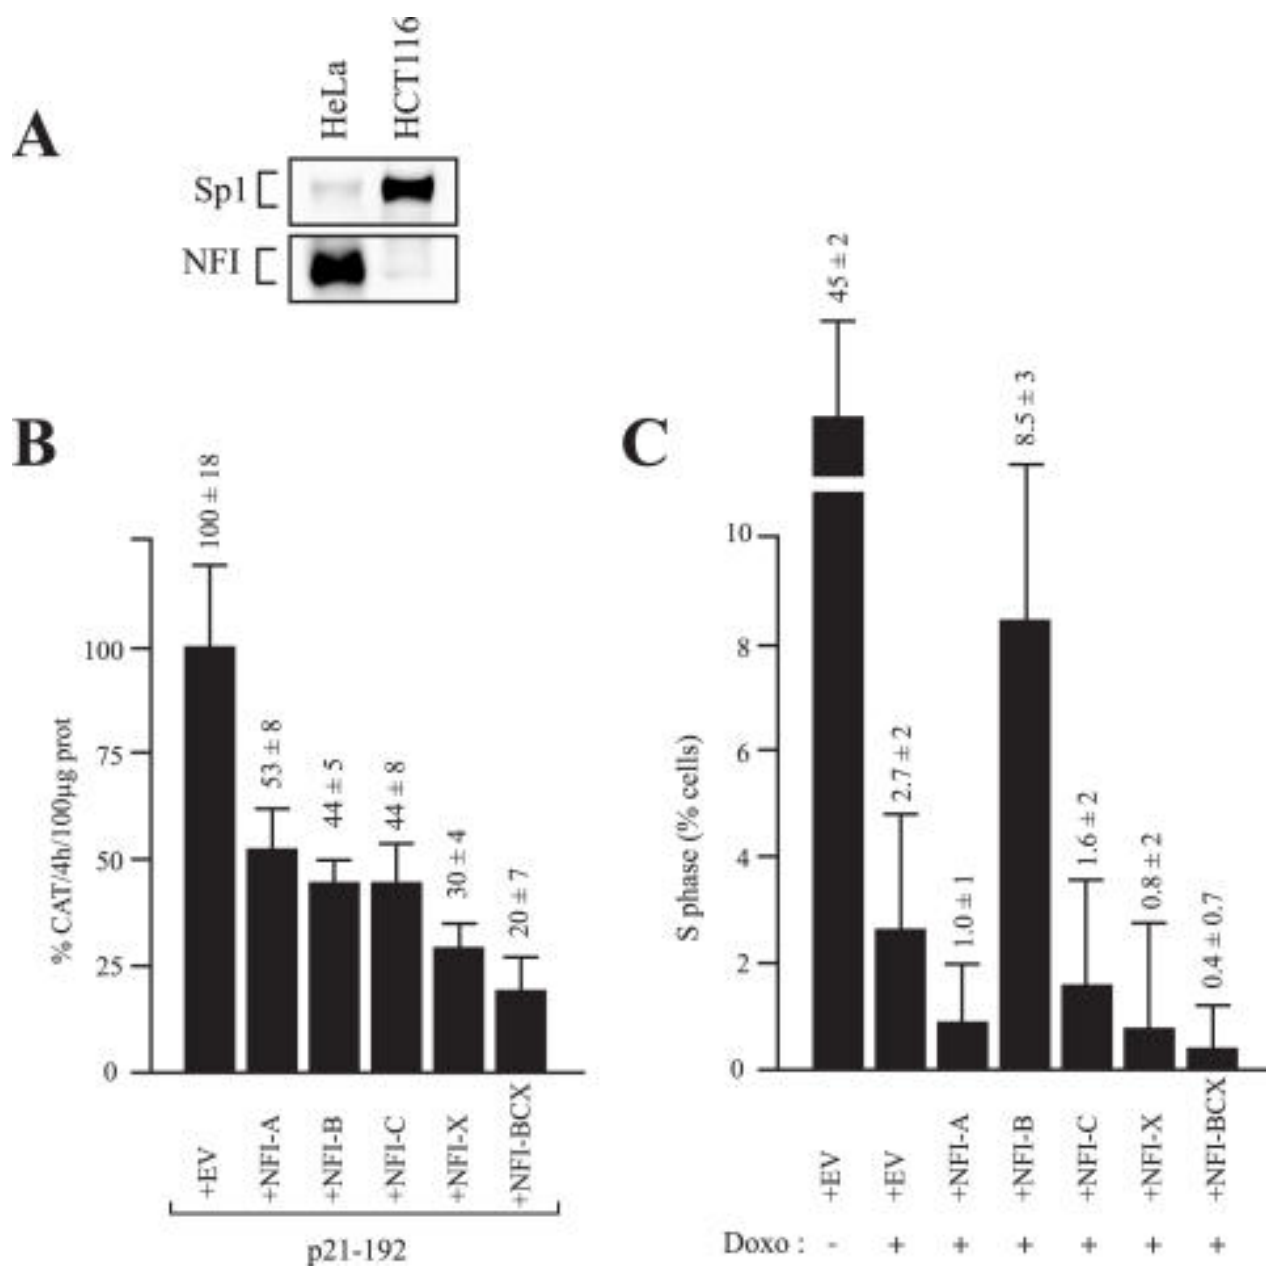 A
HeLa
HCT116
Sp1
NFI
B
% CAT/4h/100µg prot
100
75
50
25
0
100 ± 18
53 ± 8
44 ± 5
44 ± 8
30 ± 4
20 ± 7
+EV
+NFI-A
+NFI-B
+NFI-C
+NFI-X
+NFI-BCX
p21-192
C
S phase (% cells)
10
8
6
4
2
0
45 ± 2
2.7 ± 2
1.0 ± 1
8.5 ± 3
1.6 ± 2
0.8 ± 2
0.4 ± 0.7
+EV
+EV
+NFI-A
+NFI-B
+NFI-C
+NFI-X
+NFI-BCX
Doxo : - + + + + + +